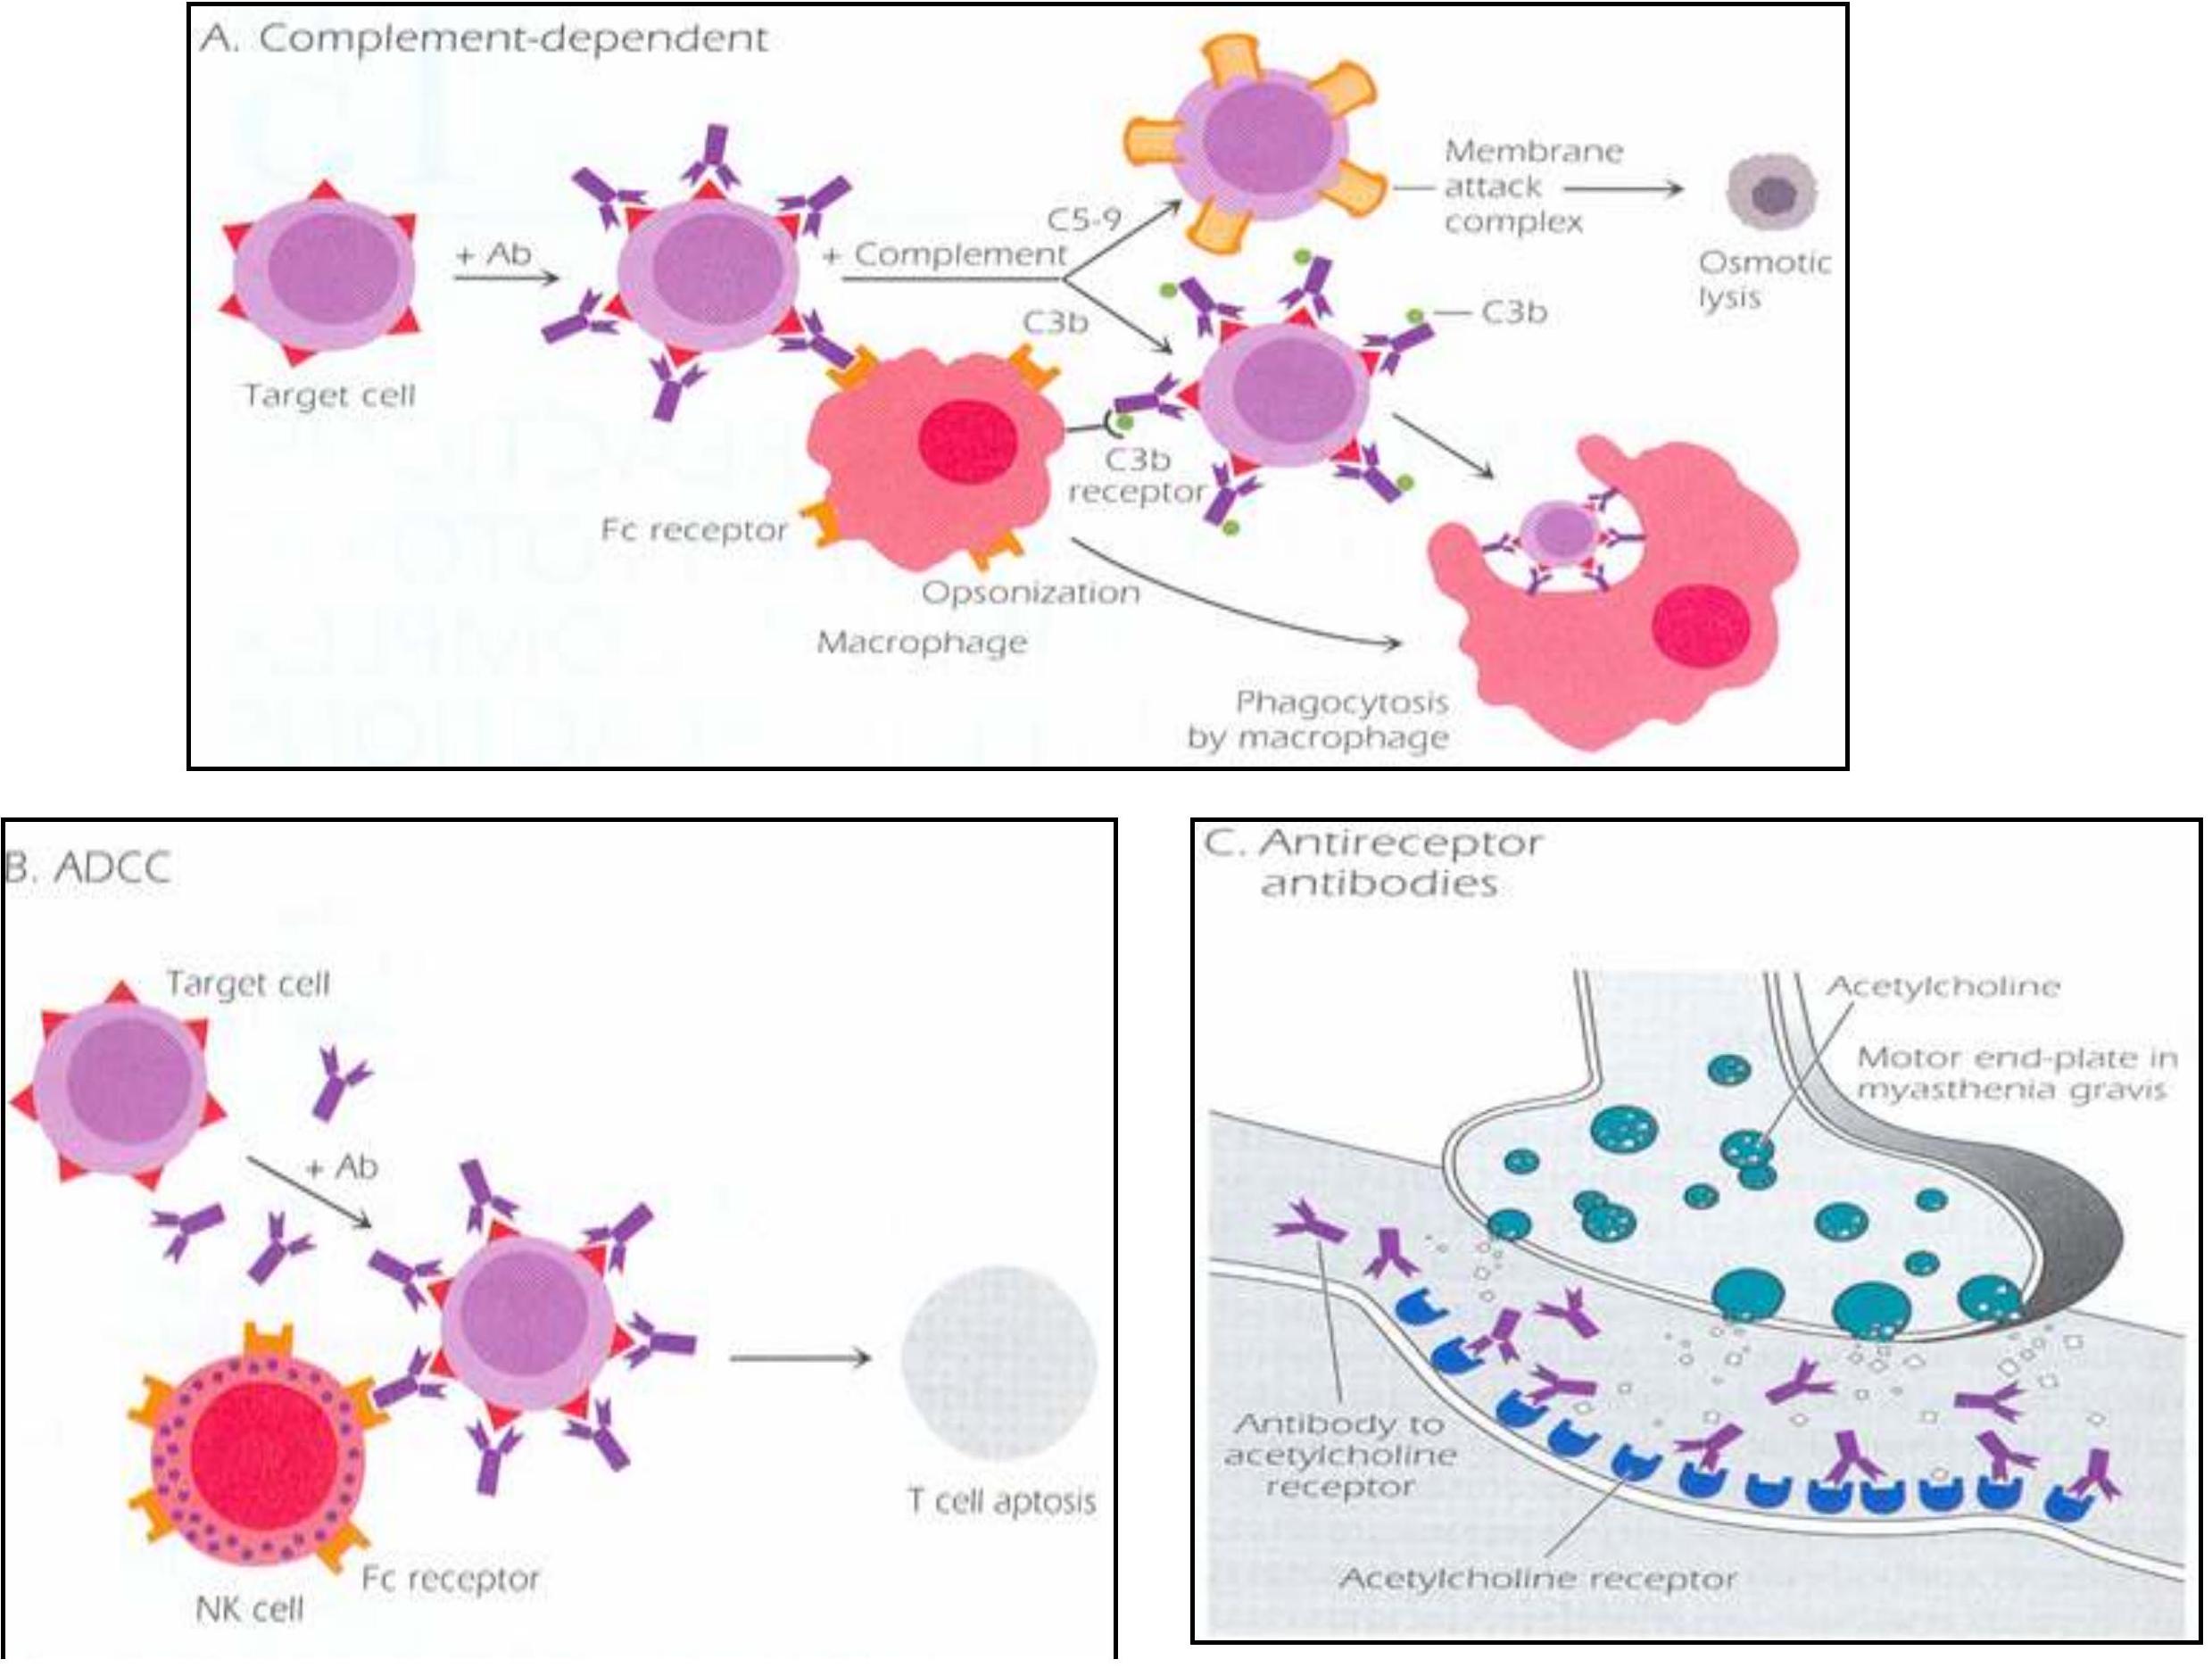 A. Complement-dependent
Target cell
+ Ab
+ Complement
C5-9
C3b
Membrane
attack
complex
Osmotic
lysis
C3b
C3b
receptor
Fc receptor
Opsonization
Macrophage
Phagocytosis
by macrophage
B. ADCC
Target cell
+ Ab
T cell aptosis
Fc receptor
NK cell
C. Antireceptor
antibodies
Acetylcholine
Motor end-plate in
myasthenia gravis
Antibody to
acetylcholine
receptor
Acetylcholine receptor